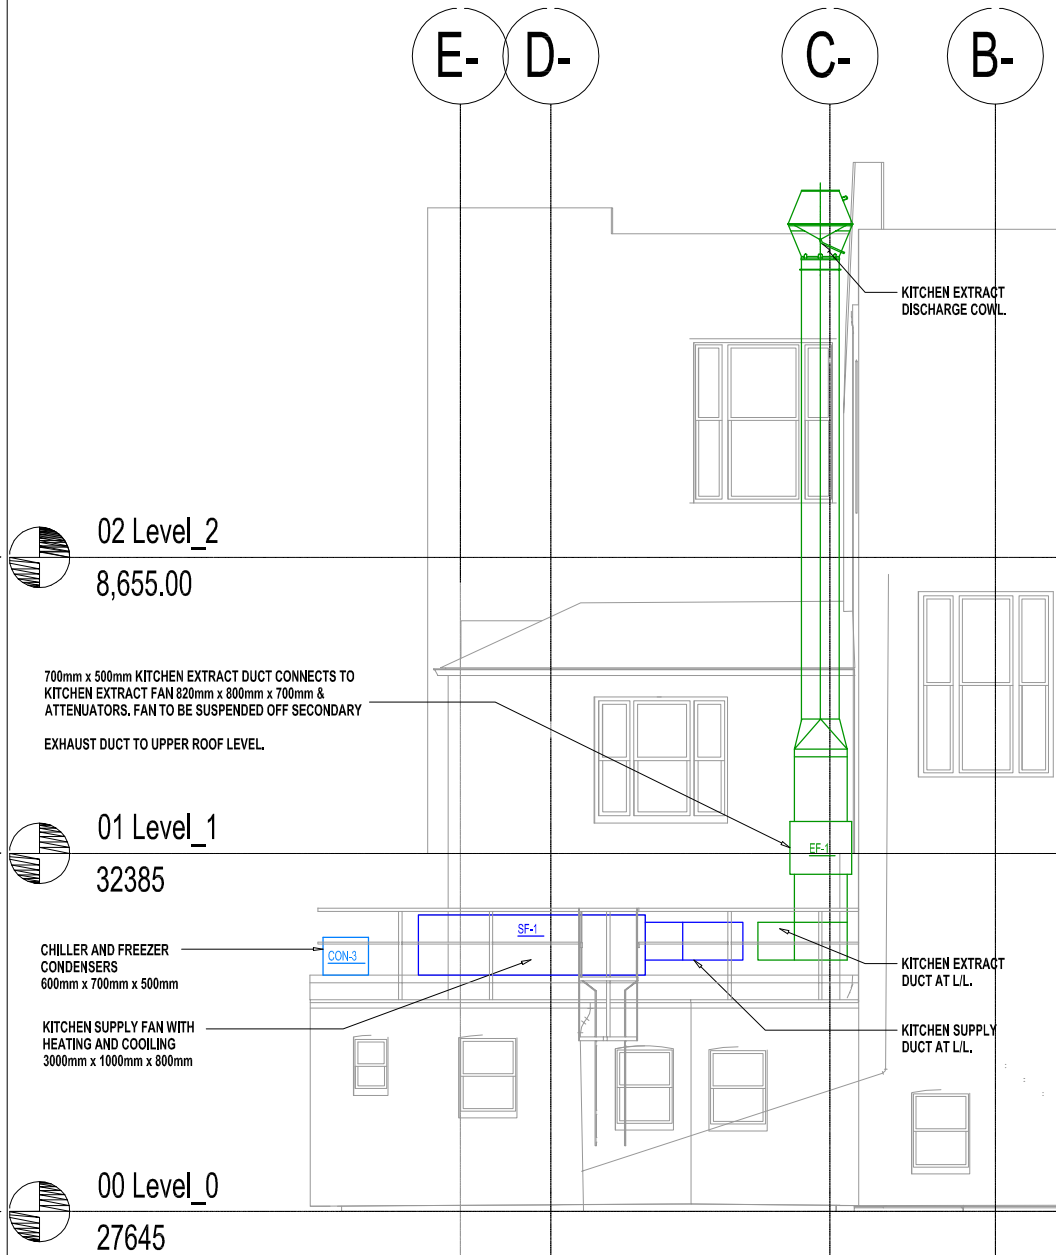 E-
D-
C-
B-
KITCHEN EXTRACT
DISCHARGE COWL.
02 Level_2
8,655.00
700mm x 500mm KITCHEN EXTRACT DUCT CONNECTS TO
KITCHEN EXTRACT FAN 820mm x 800mm x 700mm &
ATTENUATORS. FAN TO BE SUSPENDED OFF SECONDARY
EXHAUST DUCT TO UPPER ROOF LEVEL.
01 Level_1
32385
EF-1
SF-1
CON-3
CHILLER AND FREEZER
CONDENSERS
600mm x 700mm x 500mm
KITCHEN EXTRACT
DUCT AT L/L.
KITCHEN SUPPLY FAN WITH
HEATING AND COOILING
3000mm x 1000mm x 800mm
KITCHEN SUPPLY
DUCT AT L/L.
00 Level_0
27645